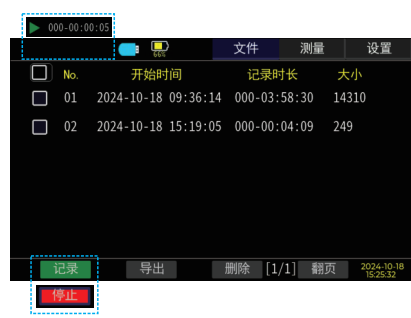 000-00:00:05
66% 文件 测量 设置
No. 开始时间 记录时长 大小
01 2024-10-18 09:36:14 000-03:58:30 14310
02 2024-10-18 15:19:05 000-00:04:09 249
记录 导出 删除 [1/1] 翻页 2024-10-18
15:25:32
停止